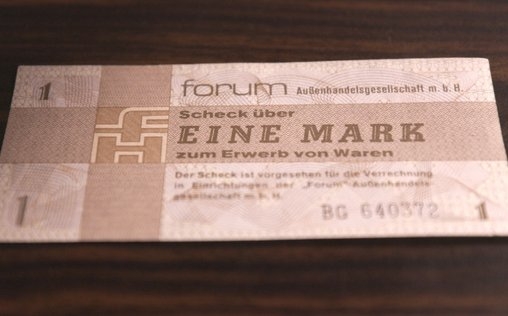 1
forum Außenhandelsgesellschaft m. b. H.
Scheck über
EINE MARK
zum Erwerb von Waren
Der Scheck ist vorgesehen für die Verrechnung
in Einrichtungen der „Forum" Außenhandels-
gesellschaft m. b. H.
BG 640372
1
1